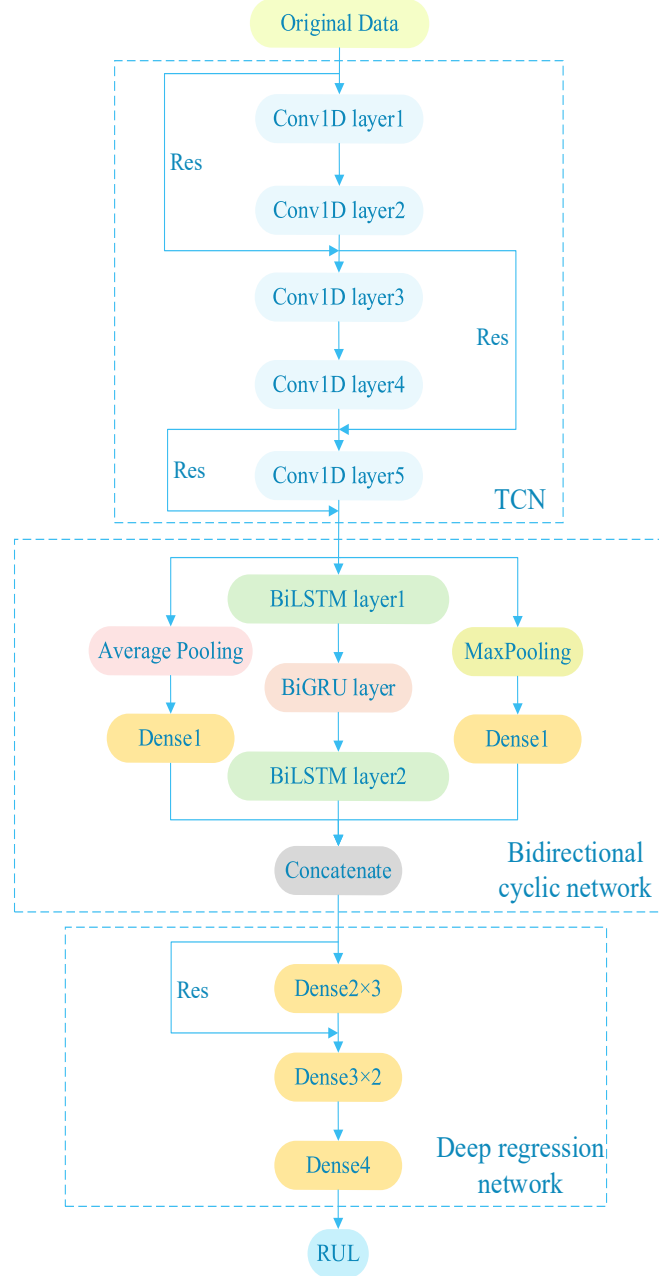 Original Data
Conv1D layer1
Res
Conv1D layer2
Conv1D layer3
Res
Conv1D layer4
Conv1D layer5
Res
TCN
BiLSTM layer1
Average Pooling
MaxPooling
BiGRU layer
Dense1
Dense1
BiLSTM layer2
Concatenate
Bidirectional
cyclic network
Dense2×3
Res
Dense3×2
Dense4
Deep regression
network
RUL